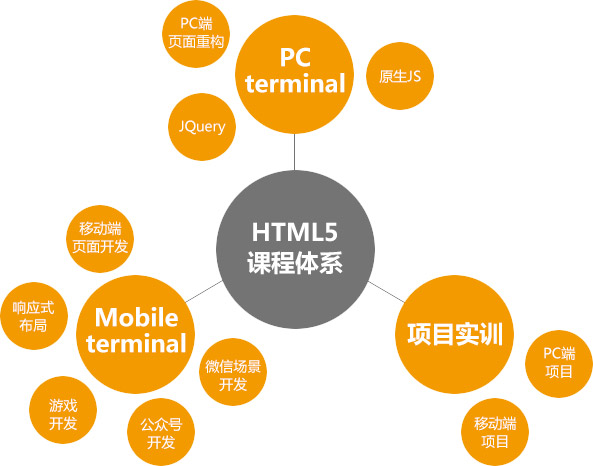 PC端
页面重构
PC
terminal
原生JS
JQuery
HTML5
课程体系
移动端
页面开发
响应式
布局
Mobile
terminal
微信场景
开发
游戏
开发
公众号
开发
项目实训
PC端
项目
移动端
项目